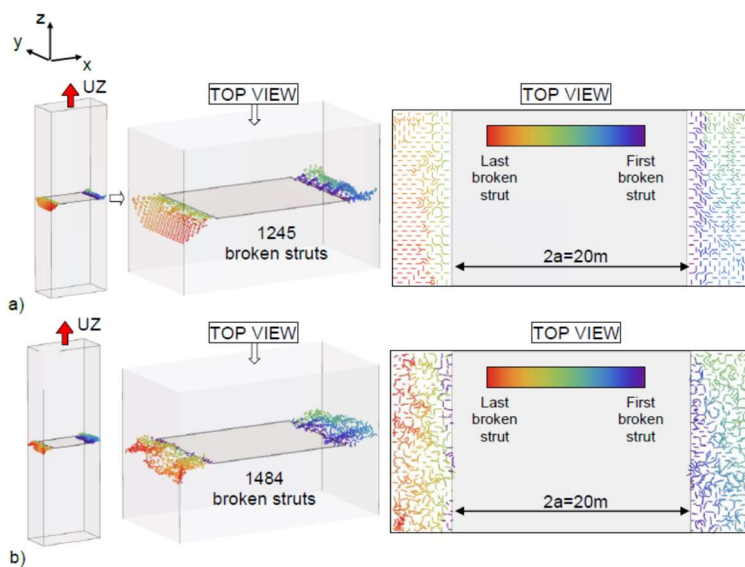 z
y
x
UZ
TOP VIEW
TOP VIEW
Last
broken
strut
First
broken
strut
1245
broken struts
2a=20m
a)
UZ
TOP VIEW
TOP VIEW
Last
broken
strut
First
broken
strut
1484
broken struts
2a=20m
b)